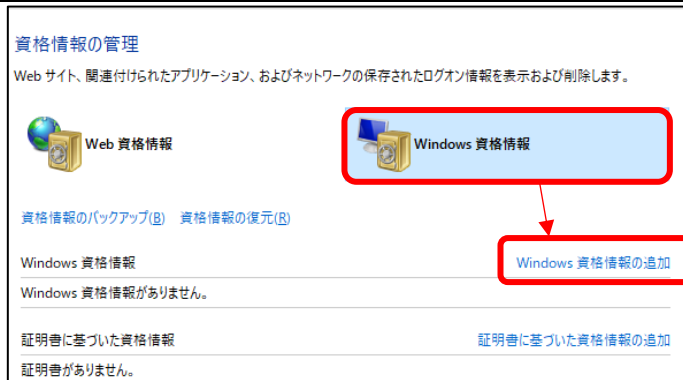 資格情報の管理
Web サイト、関連付けられたアプリケーション、およびネットワークの保存されたログオン情報を表示および削除します。
Web 資格情報
Windows 資格情報
資格情報のバックアップ(B) 資格情報の復元(R)
Windows 資格情報 Windows 資格情報の追加
Windows 資格情報がありません。
証明書に基づいた資格情報 証明書に基づいた資格情報の追加
証明書がありません。